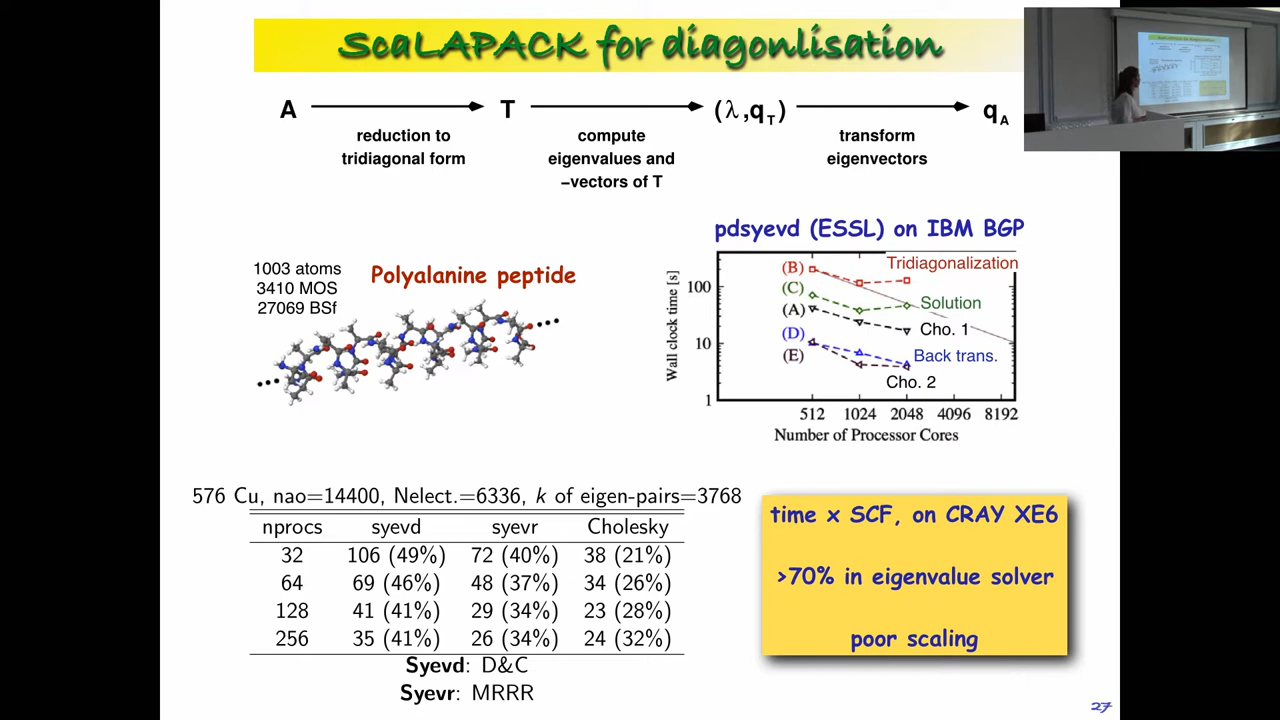 ScaLAPACK for diagonlisation
A
T
(λ,qT)
qA
reduction to
tridiagonal form
compute
eigenvalues and
–vectors of T
transform
eigenvectors
1003 atoms
3410 MOS
27069 BSf
Polyalanine peptide
pdsyevd (ESSL) on IBM BGP
Wall clock time [s]
100
10
1
(B)
(C)
(A)
(D)
(E)
Tridiagonalization
Solution
Cho. 1
Back trans.
Cho. 2
512 1024 2048 4096 8192
Number of Processor Cores
576 Cu, nao=14400, Nelect.=6336, k of eigen-pairs=3768
nprocs syevd syevr Cholesky
32 106 (49%) 72 (40%) 38 (21%)
64 69 (46%) 48 (37%) 34 (26%)
128 41 (41%) 29 (34%) 23 (28%)
256 35 (41%) 26 (34%) 24 (32%)
Syevd: D&C
Syevr: MRRR
time x SCF, on CRAY XE6
>70% in eigenvalue solver
poor scaling
27